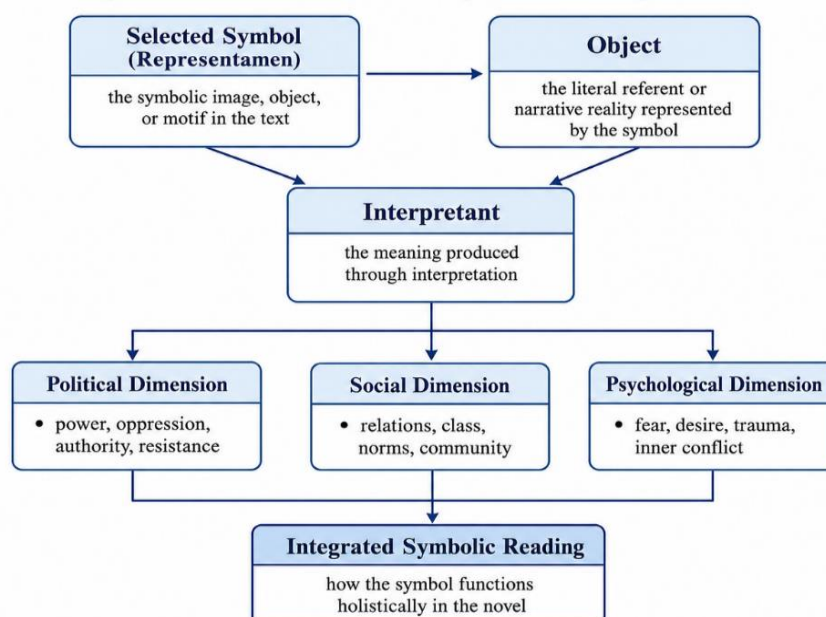 Selected Symbol
(Representamen)
the symbolic image, object,
or motif in the text
Object
the literal referent or
narrative reality represented
by the symbol
Interpretant
the meaning produced
through interpretation
Political Dimension
• power, oppression,
authority, resistance
Social Dimension
• relations, class,
norms, community
Psychological Dimension
• fear, desire, trauma,
inner conflict
Integrated Symbolic Reading
how the symbol functions
holistically in the novel